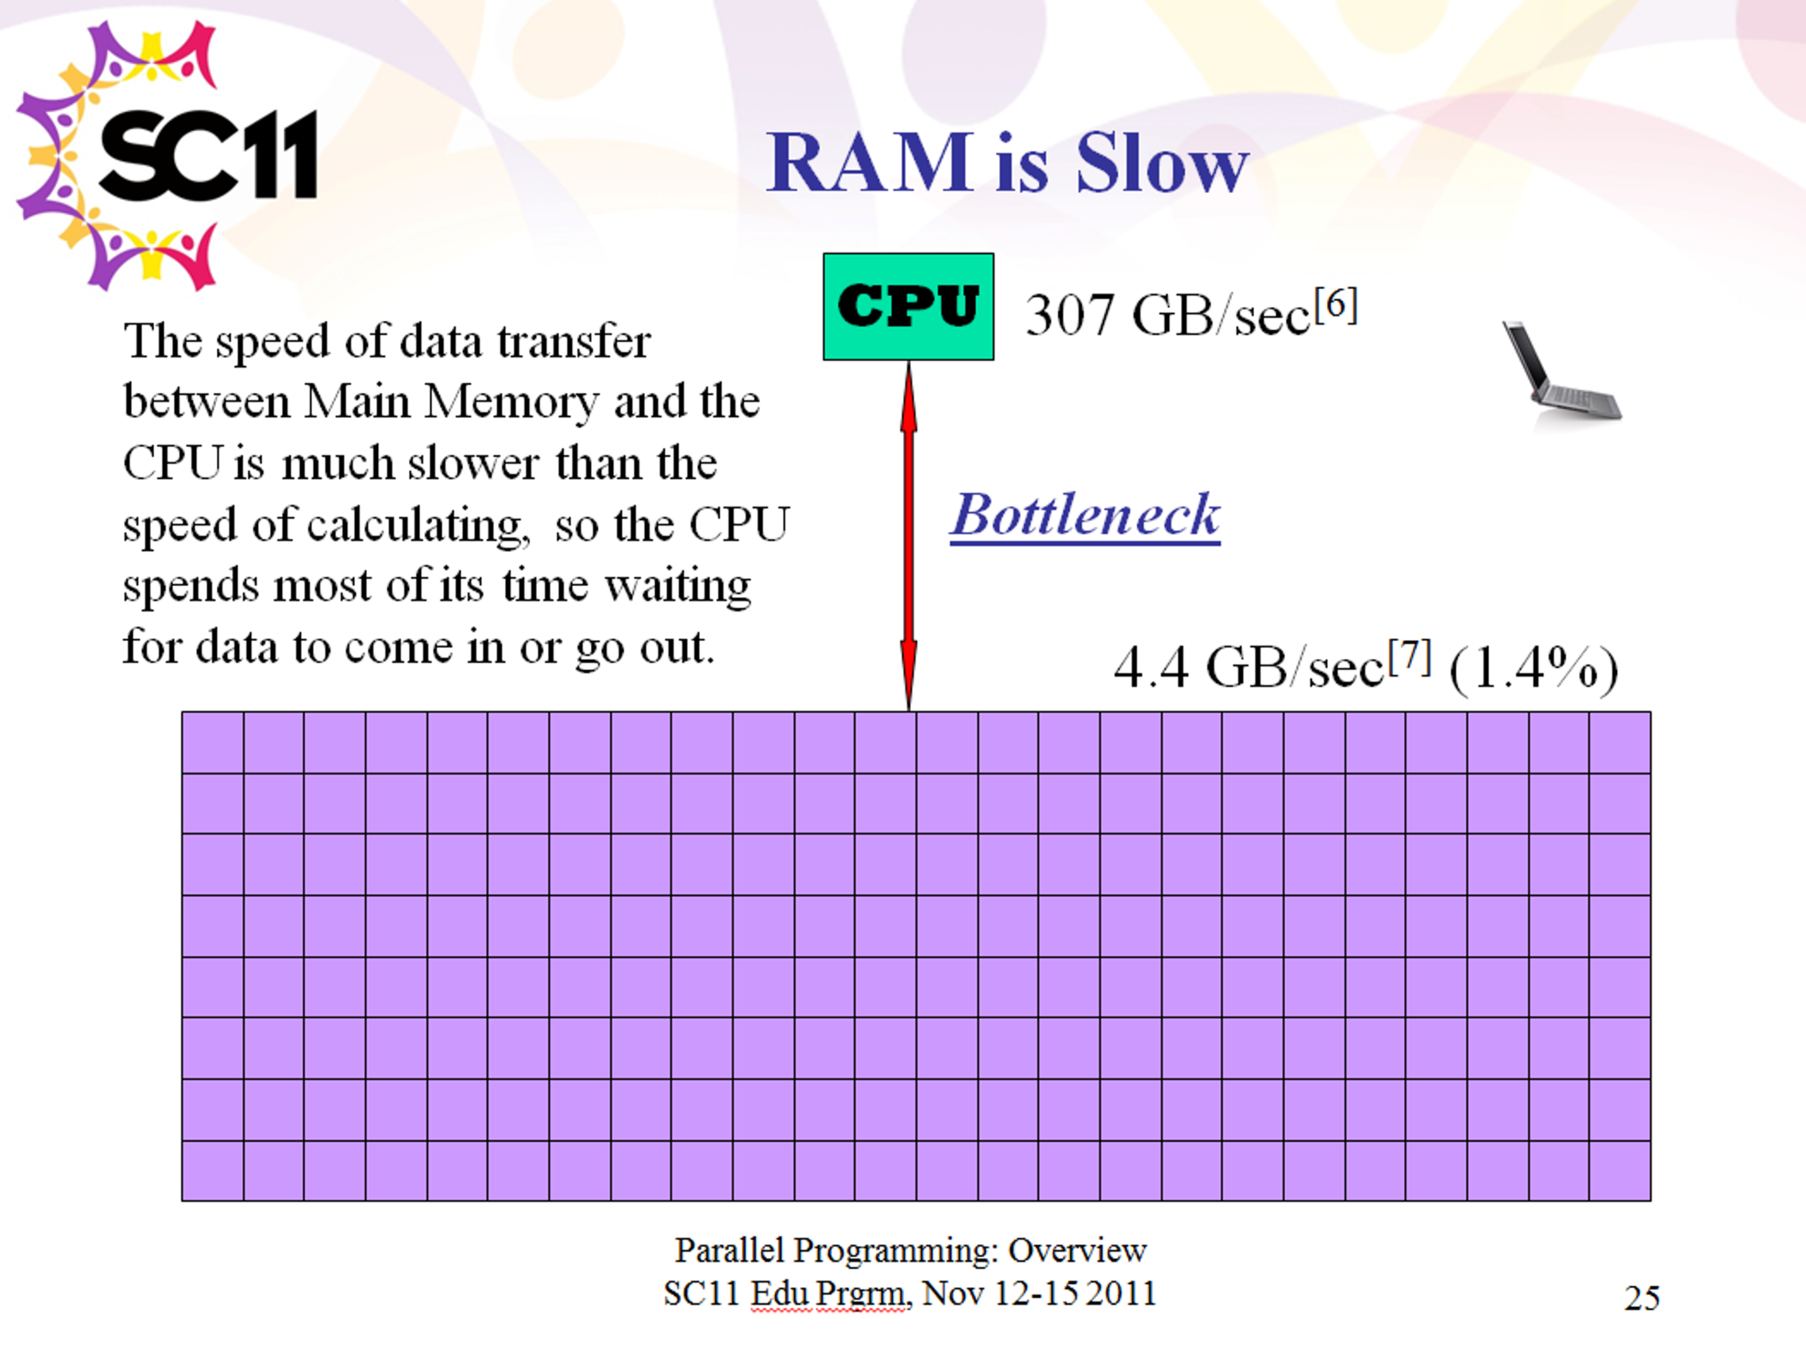 SC11
RAM is Slow
CPU
307 GB/sec[6]
The speed of data transfer
between Main Memory and the
CPU is much slower than the
speed of calculating, so the CPU
spends most of its time waiting
for data to come in or go out.
Bottleneck
4.4 GB/sec[7] (1.4%)
Parallel Programming: Overview
SC11 Edu Prgrm, Nov 12-15 2011
25